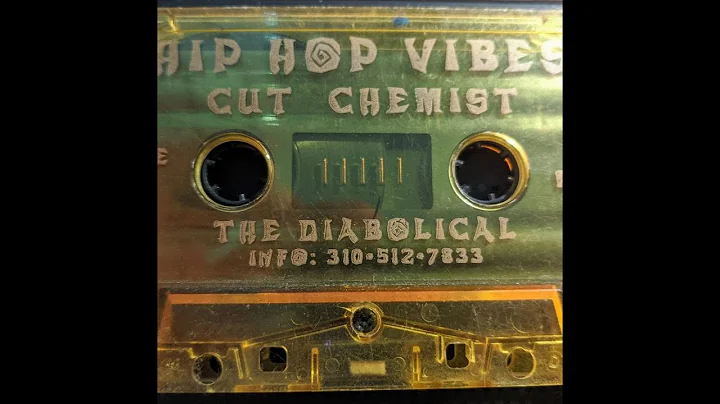 HIP HOP VIBES
CUT CHEMIST
THE DIABOLICAL
INFO: 310·512·7833